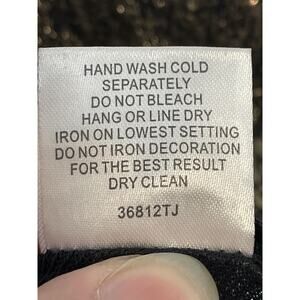 HAND WASH COLD
SEPARATELY
DO NOT BLEACH
HANG OR LINE DRY
IRON ON LOWEST SETTING
DO NOT IRON DECORATION
FOR THE BEST RESULT
DRY CLEAN
36812TJ